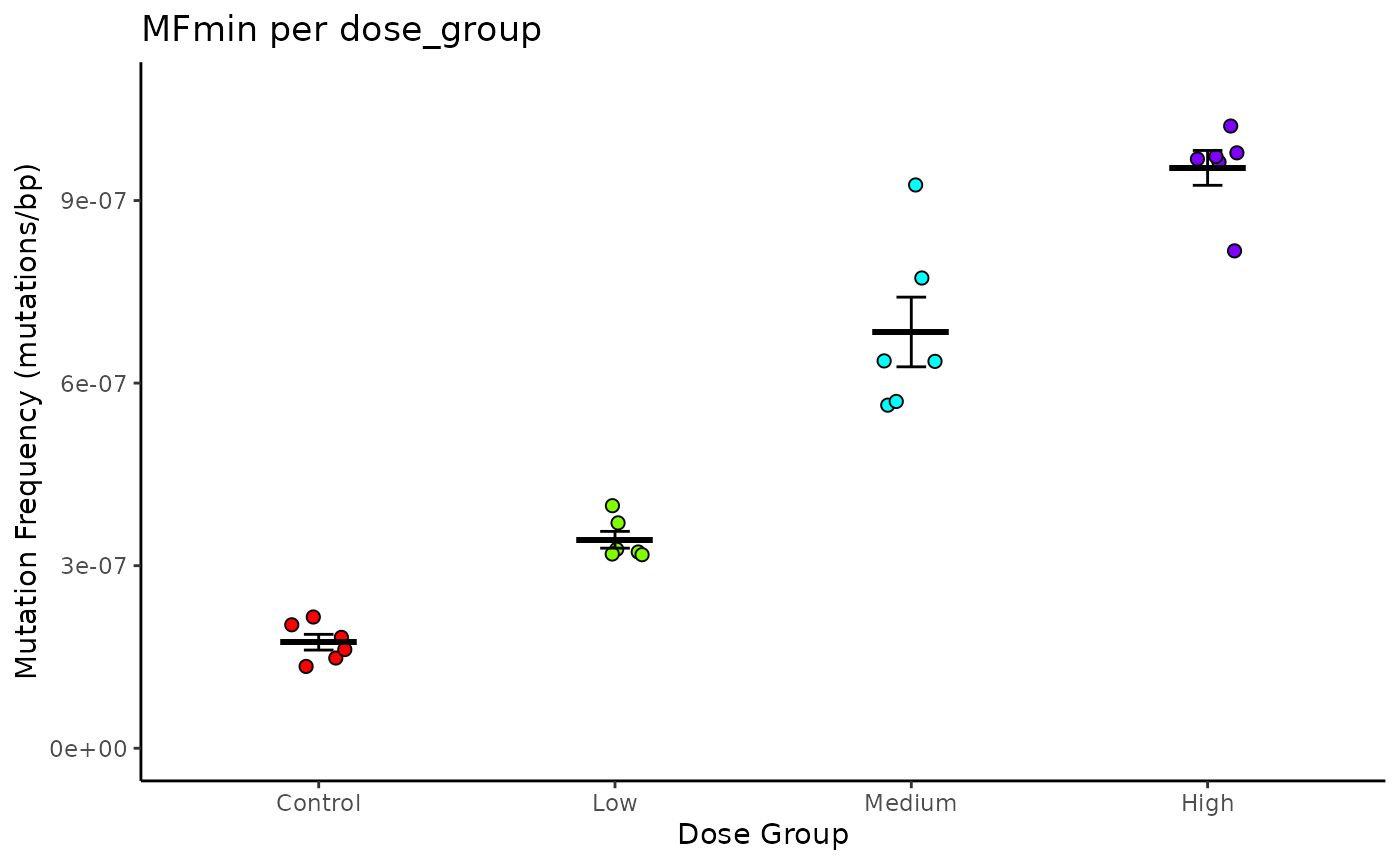 MFmin per dose_group
Mutation Frequency (mutations/bp)
9e-07
6e-07
3e-07
0e+00
Control Low Medium High
Dose Group